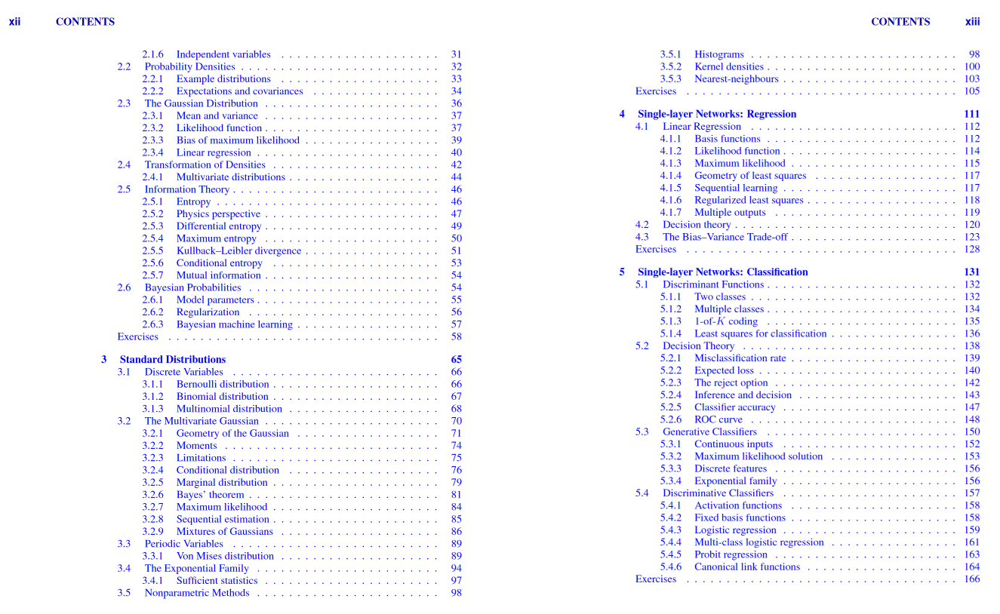 xii CONTENTS
2.1.6 Independent variables . . . . . . . . . . . . . . . . . . . . 31
2.2 Probability Densities . . . . . . . . . . . . . . . . . . . . . . . . . 32
2.2.1 Example distributions . . . . . . . . . . . . . . . . . . . . 33
2.2.2 Expectations and covariances . . . . . . . . . . . . . . . . 34
2.3 The Gaussian Distribution . . . . . . . . . . . . . . . . . . . . . . 36
2.3.1 Mean and variance . . . . . . . . . . . . . . . . . . . . . . 37
2.3.2 Likelihood function . . . . . . . . . . . . . . . . . . . . . . 37
2.3.3 Bias of maximum likelihood . . . . . . . . . . . . . . . . . 39
2.3.4 Linear regression . . . . . . . . . . . . . . . . . . . . . . . 40
2.4 Transformation of Densities . . . . . . . . . . . . . . . . . . . . . 42
2.4.1 Multivariate distributions . . . . . . . . . . . . . . . . . . . 44
2.5 Information Theory . . . . . . . . . . . . . . . . . . . . . . . . . . 46
2.5.1 Entropy . . . . . . . . . . . . . . . . . . . . . . . . . . . . 46
2.5.2 Physics perspective . . . . . . . . . . . . . . . . . . . . . . 47
2.5.3 Differential entropy . . . . . . . . . . . . . . . . . . . . . . 49
2.5.4 Maximum entropy . . . . . . . . . . . . . . . . . . . . . . 50
2.5.5 Kullback–Leibler divergence . . . . . . . . . . . . . . . . . 51
2.5.6 Conditional entropy . . . . . . . . . . . . . . . . . . . . . 53
2.5.7 Mutual information . . . . . . . . . . . . . . . . . . . . . . 54
2.6 Bayesian Probabilities . . . . . . . . . . . . . . . . . . . . . . . . 54
2.6.1 Model parameters . . . . . . . . . . . . . . . . . . . . . . . 55
2.6.2 Regularization . . . . . . . . . . . . . . . . . . . . . . . . 56
2.6.3 Bayesian machine learning . . . . . . . . . . . . . . . . . . 57
Exercises . . . . . . . . . . . . . . . . . . . . . . . . . . . . . . . . . . 58
3 Standard Distributions 65
3.1 Discrete Variables . . . . . . . . . . . . . . . . . . . . . . . . . . 66
3.1.1 Bernoulli distribution . . . . . . . . . . . . . . . . . . . . . 66
3.1.2 Binomial distribution . . . . . . . . . . . . . . . . . . . . . 67
3.1.3 Multinomial distribution . . . . . . . . . . . . . . . . . . . 68
3.2 The Multivariate Gaussian . . . . . . . . . . . . . . . . . . . . . . 70
3.2.1 Geometry of the Gaussian . . . . . . . . . . . . . . . . . . 71
3.2.2 Moments . . . . . . . . . . . . . . . . . . . . . . . . . . . 74
3.2.3 Limitations . . . . . . . . . . . . . . . . . . . . . . . . . . 75
3.2.4 Conditional distribution . . . . . . . . . . . . . . . . . . . 76
3.2.5 Marginal distribution . . . . . . . . . . . . . . . . . . . . . 79
3.2.6 Bayes’ theorem . . . . . . . . . . . . . . . . . . . . . . . . 81
3.2.7 Maximum likelihood . . . . . . . . . . . . . . . . . . . . . 84
3.2.8 Sequential estimation . . . . . . . . . . . . . . . . . . . . . 85
3.2.9 Mixtures of Gaussians . . . . . . . . . . . . . . . . . . . . 86
3.3 Periodic Variables . . . . . . . . . . . . . . . . . . . . . . . . . . 89
3.3.1 Von Mises distribution . . . . . . . . . . . . . . . . . . . . 89
3.4 The Exponential Family . . . . . . . . . . . . . . . . . . . . . . . 94
3.4.1 Sufficient statistics . . . . . . . . . . . . . . . . . . . . . . 97
3.5 Nonparametric Methods . . . . . . . . . . . . . . . . . . . . . . . 98
CONTENTS xiii
3.5.1 Histograms . . . . . . . . . . . . . . . . . . . . . . . . . . 98
3.5.2 Kernel densities . . . . . . . . . . . . . . . . . . . . . . . . 100
3.5.3 Nearest-neighbours . . . . . . . . . . . . . . . . . . . . . . 103
Exercises . . . . . . . . . . . . . . . . . . . . . . . . . . . . . . . . . . 105
4 Single-layer Networks: Regression 111
4.1 Linear Regression . . . . . . . . . . . . . . . . . . . . . . . . . . 112
4.1.1 Basis functions . . . . . . . . . . . . . . . . . . . . . . . . 112
4.1.2 Likelihood function . . . . . . . . . . . . . . . . . . . . . . 114
4.1.3 Maximum likelihood . . . . . . . . . . . . . . . . . . . . . 115
4.1.4 Geometry of least squares . . . . . . . . . . . . . . . . . . 117
4.1.5 Sequential learning . . . . . . . . . . . . . . . . . . . . . . 117
4.1.6 Regularized least squares . . . . . . . . . . . . . . . . . . . 118
4.1.7 Multiple outputs . . . . . . . . . . . . . . . . . . . . . . . 119
4.2 Decision theory . . . . . . . . . . . . . . . . . . . . . . . . . . . . 120
4.3 The Bias–Variance Trade-off . . . . . . . . . . . . . . . . . . . . . 123
Exercises . . . . . . . . . . . . . . . . . . . . . . . . . . . . . . . . . . 128
5 Single-layer Networks: Classification 131
5.1 Discriminant Functions . . . . . . . . . . . . . . . . . . . . . . . . 132
5.1.1 Two classes . . . . . . . . . . . . . . . . . . . . . . . . . . 132
5.1.2 Multiple classes . . . . . . . . . . . . . . . . . . . . . . . . 134
5.1.3 1-of-K coding . . . . . . . . . . . . . . . . . . . . . . . . 135
5.1.4 Least squares for classification . . . . . . . . . . . . . . . . 136
5.2 Decision Theory . . . . . . . . . . . . . . . . . . . . . . . . . . . 138
5.2.1 Misclassification rate . . . . . . . . . . . . . . . . . . . . . 139
5.2.2 Expected loss . . . . . . . . . . . . . . . . . . . . . . . . . 140
5.2.3 The reject option . . . . . . . . . . . . . . . . . . . . . . . 142
5.2.4 Inference and decision . . . . . . . . . . . . . . . . . . . . 143
5.2.5 Classifier accuracy . . . . . . . . . . . . . . . . . . . . . . 147
5.2.6 ROC curve . . . . . . . . . . . . . . . . . . . . . . . . . . 148
5.3 Generative Classifiers . . . . . . . . . . . . . . . . . . . . . . . . 150
5.3.1 Continuous inputs . . . . . . . . . . . . . . . . . . . . . . 152
5.3.2 Maximum likelihood solution . . . . . . . . . . . . . . . . 153
5.3.3 Discrete features . . . . . . . . . . . . . . . . . . . . . . . 156
5.3.4 Exponential family . . . . . . . . . . . . . . . . . . . . . . 156
5.4 Discriminative Classifiers . . . . . . . . . . . . . . . . . . . . . . 157
5.4.1 Activation functions . . . . . . . . . . . . . . . . . . . . . 158
5.4.2 Fixed basis functions . . . . . . . . . . . . . . . . . . . . . 158
5.4.3 Logistic regression . . . . . . . . . . . . . . . . . . . . . . 159
5.4.4 Multi-class logistic regression . . . . . . . . . . . . . . . . 161
5.4.5 Probit regression . . . . . . . . . . . . . . . . . . . . . . . 163
5.4.6 Canonical link functions . . . . . . . . . . . . . . . . . . . 164
Exercises . . . . . . . . . . . . . . . . . . . . . . . . . . . . . . . . . . 166